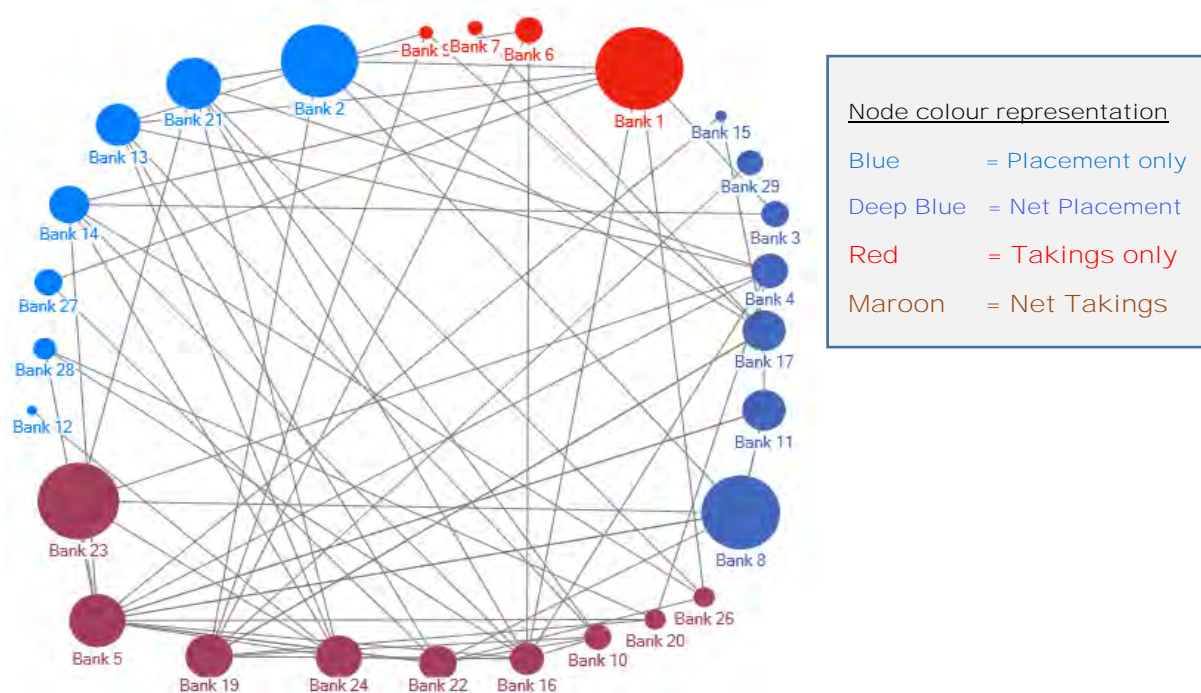 Bank 9
Bank 7
Bank 6
Bank 2
Bank 1
Bank 21
Bank 15
Bank 13
Bank 29
Bank 14
Bank 3
Bank 27
Bank 4
Bank 17
Bank 28
Bank 12
Bank 11
Bank 23
Bank 8
Bank 26
Bank 20
Bank 5
Bank 10
Bank 19
Bank 24
Bank 22
Bank 16
Node colour representation
Blue = Placement only
Deep Blue = Net Placement
Red = Takings only
Maroon = Net Takings